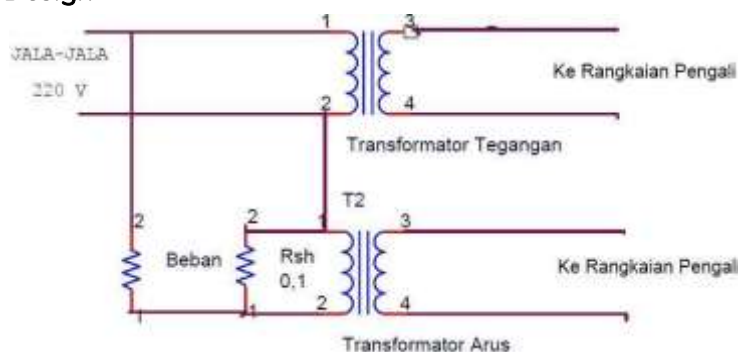 Design
1 3
JALA-JALA
220 V
Ke Rangkaian Pengali
2 4
Transformator Tegangan
T2
2 2 1 3
Beban Rsh
0,1
Ke Rangkaian Pengali
1 1 2 4
Transformator Arus